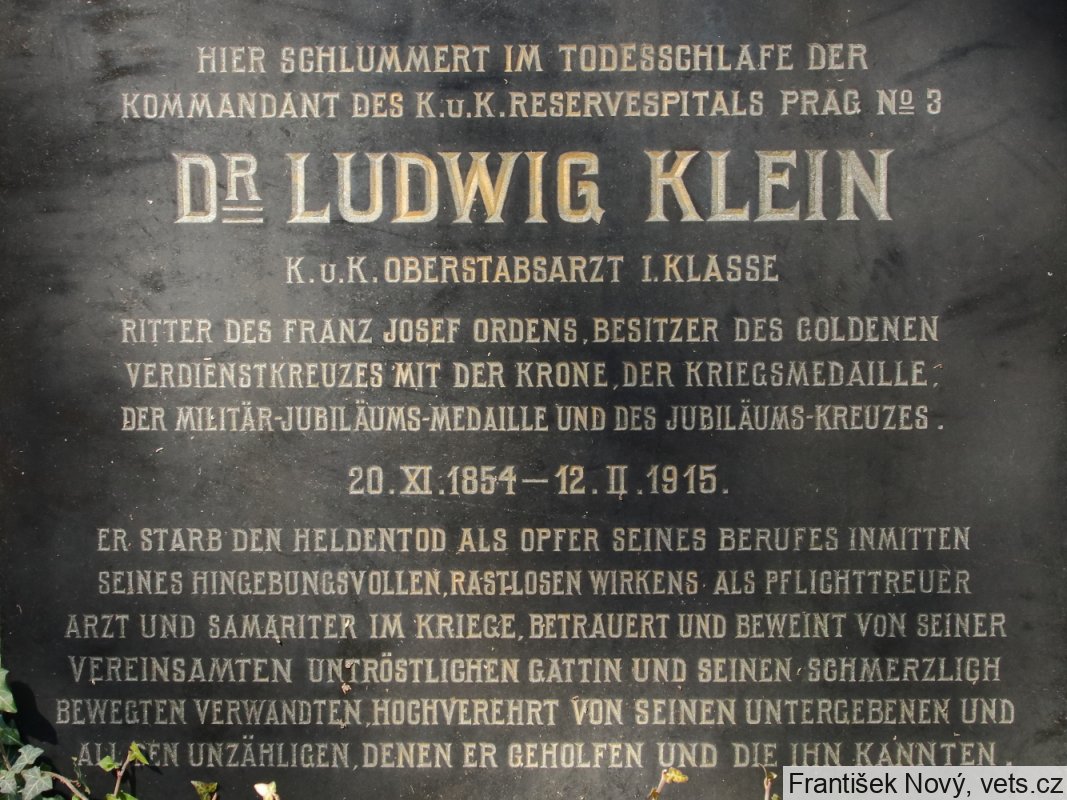 HIER SCHLUMMERT IM TODESSCHLAFE DER
KOMMANDANT DES K.u.K. RESERVESPITALS PRAG No 3
DR LUDWIG KLEIN
K.u.K. OBERSTABSARZT I. KLASSE
RITTER DES FRANZ JOSEF ORDENS, BESITZER DES GOLDENEN
VERDIENSTKREUZES MIT DER KRONE, DER KRIEGSMEDAILLE,
DER MILITÄR-JUBILÄUMS-MEDAILLE UND DES JUBILÄUMS-KREUZES.
20. XI. 1854 — 12. II. 1915.
ER STARB DEN HELDENTOD ALS OPFER SEINES BERUFES INMITTEN
SEINES HINGEBUNGSVOLLEN, RASTLOSEN WIRKENS ALS PFLICHTTREUER
ARZT UND SAMARITER IM KRIEGE, BETRAUERT UND BEWEINT VON SEINER
VEREINSAMTEN UNTRÖSTLICHEN GATTIN UND SEINEN SCHMERZLICH
BEWEGTEN VERWANDTEN, HOCHVEREHRT VON SEINEN UNTERGEBENEN UND
ALL DEN UNZÄHLIGEN, DENEN ER GEHOLFEN UND DIE IHN KANNTEN.
František Nový, vets.cz